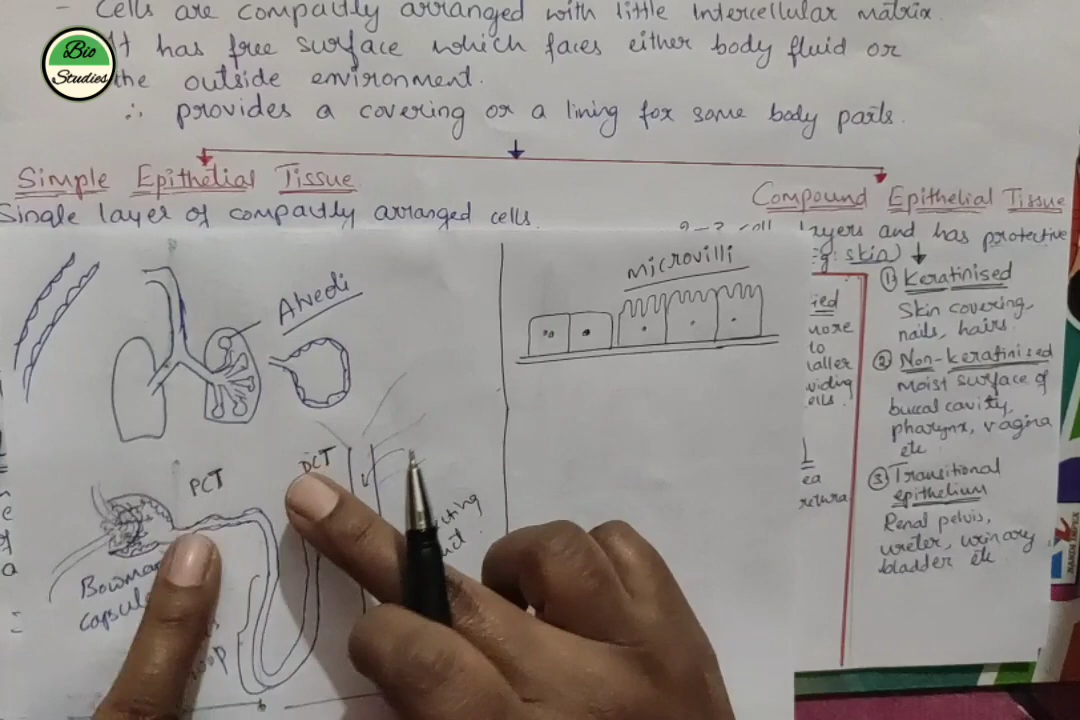 - Cells are compactly arranged with little intercellular matrix.
It has free surface which faces either body fluid or
the outside environment.
∴ provides a covering or a lining for some body parts.
Bio
Studies
Simple Epithelial Tissue
Single layer of compactly arranged cells.
Compound Epithelial Tissue
layers and has protective
Eg: skin)
① Keratinised
Skin covering,
nails, hairs.
② Non-keratinised
Moist surface of
buccal cavity,
pharynx, vagina
etc
③ Transitional
epithelium
Renal pelvis,
ureter, urinary
bladder etc
Alveoli
microvilli
PCT
DCT
Bowma
capsul